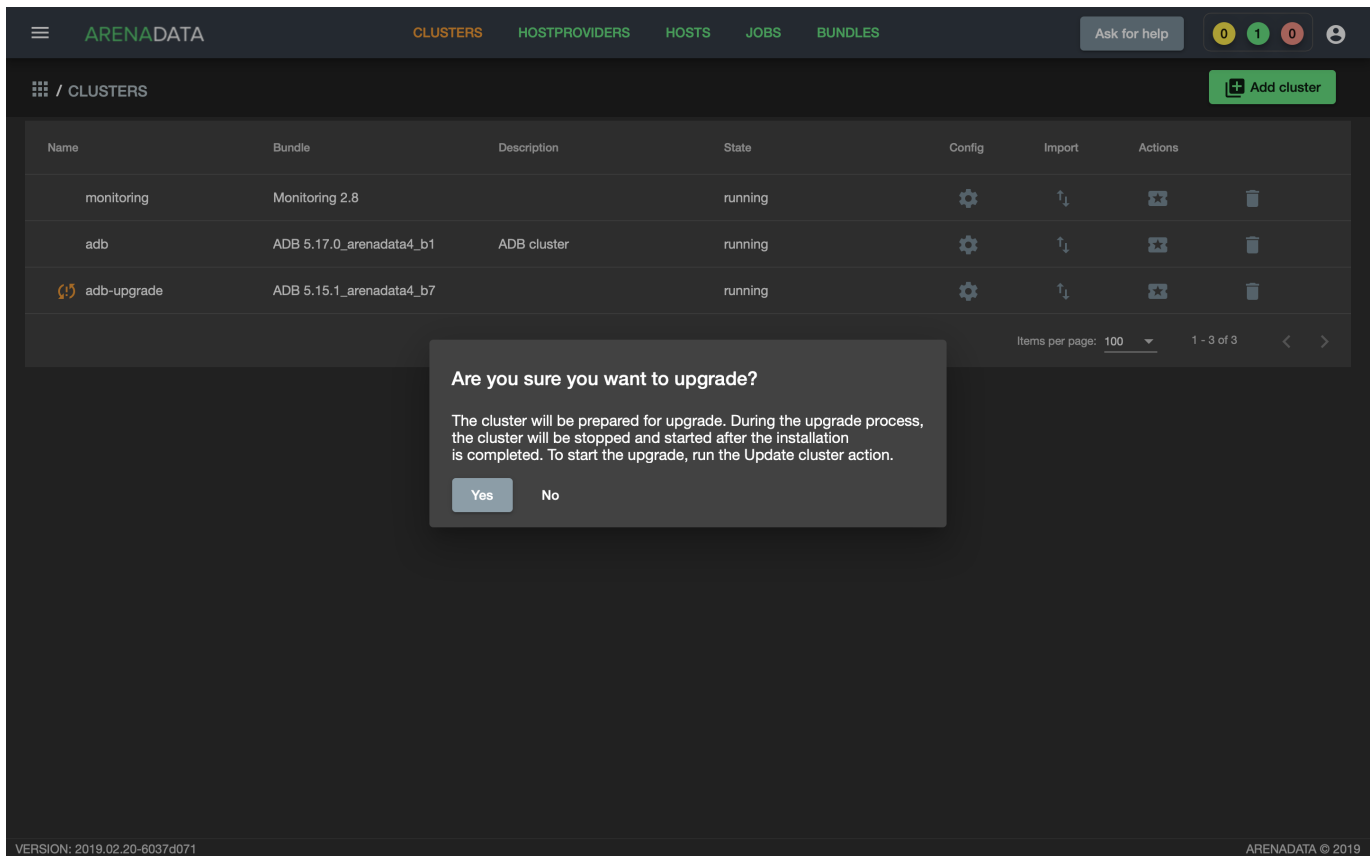 ARENADATA CLUSTERS HOSTPROVIDERS HOSTS JOBS BUNDLES Ask for help 0 1 0
/ CLUSTERS Add cluster
Name Bundle Description State Config Import Actions
monitoring Monitoring 2.8 running
adb ADB 5.17.0_arenadata4_b1 ADB cluster running
adb-upgrade ADB 5.15.1_arenadata4_b7 running
Items per page: 100 1 - 3 of 3
Are you sure you want to upgrade?
The cluster will be prepared for upgrade. During the upgrade process,
the cluster will be stopped and started after the installation
is completed. To start the upgrade, run the Update cluster action.
Yes No
VERSION: 2019.02.20-6037d071 ARENADATA © 2019